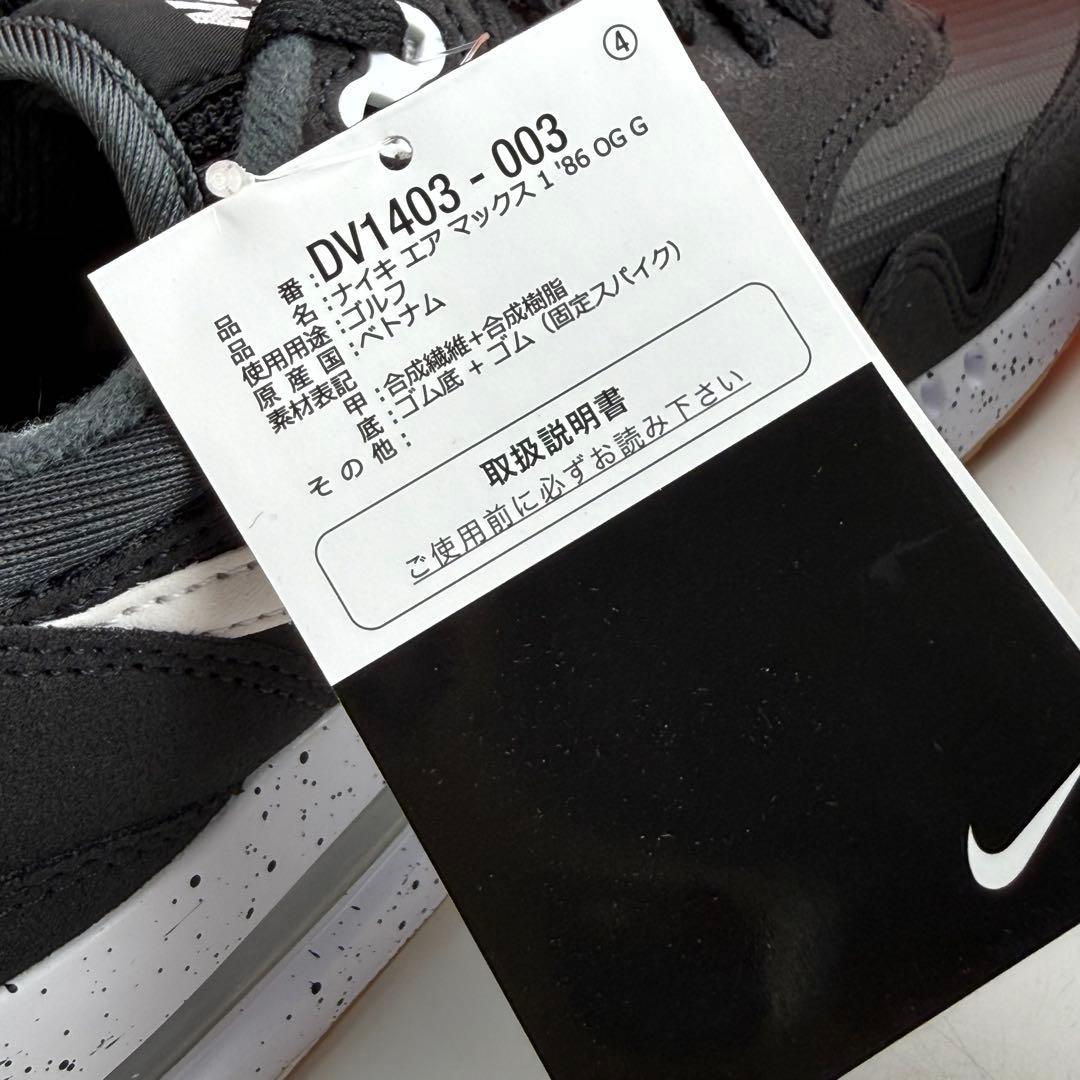 ④
品番:DV1403-003
品名:ナイキ エア マックス 1 '86 OG G
使用用途:ゴルフ
原産国:ベトナム
素材表記
甲:合成繊維+合成樹脂
底:ゴム底 + ゴム (固定スパイク)
その他:
取扱説明書
ご使用前に必ずお読み下さい